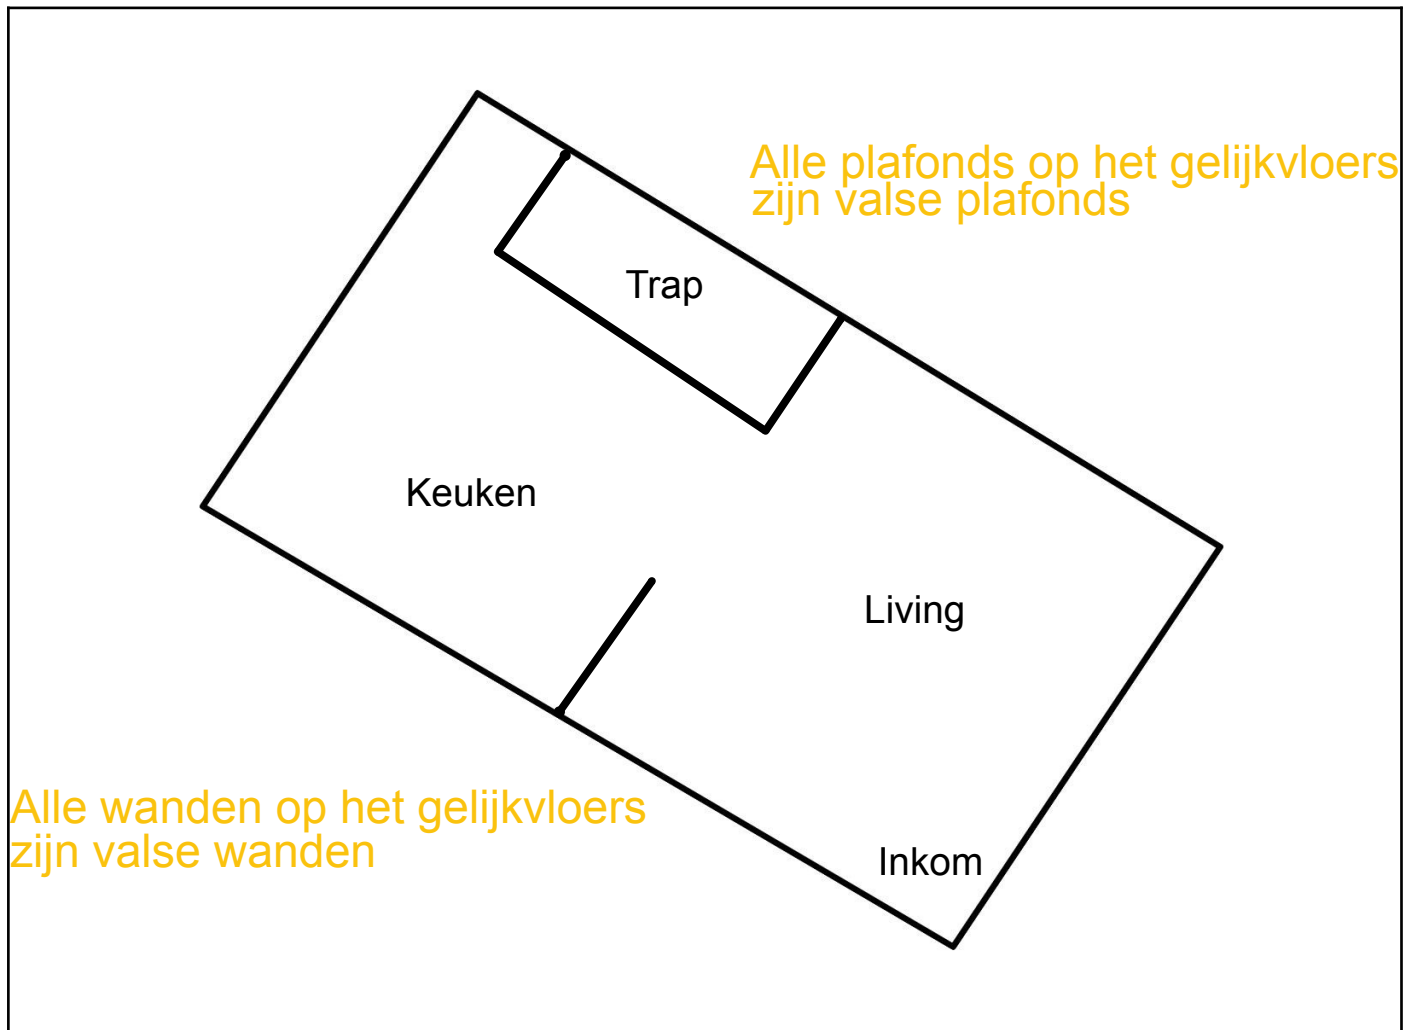 Alle plafonds op het gelijkvloers
zijn valse plafonds
Trap
Keuken
Living
Alle wanden op het gelijkvloers
zijn valse wanden
Inkom